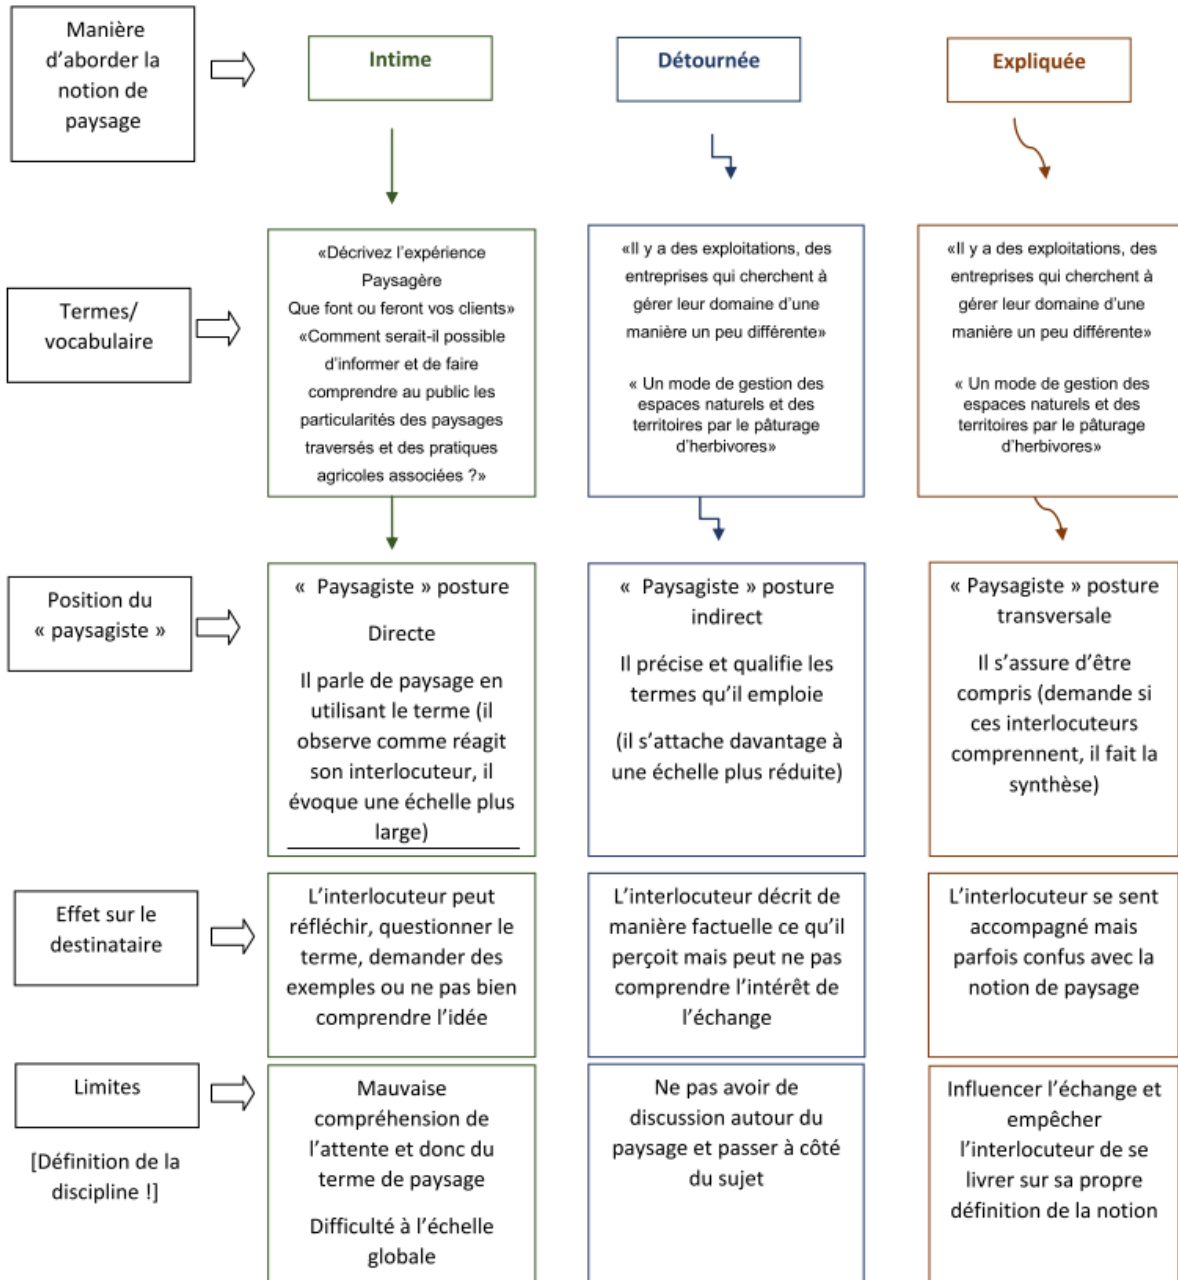 Manière
d’aborder la
notion de
paysage
Intime
Détournée
Expliquée
Termes/
vocabulaire
«Décrivez l’expérience
Paysagère
Que font ou feront vos clients»
«Comment serait-il possible
d’informer et de faire
comprendre au public les
particularités des paysages
traversés et des pratiques
agricoles associées ?»
«Il y a des exploitations, des
entreprises qui cherchent à
gérer leur domaine d’une
manière un peu différente»
« Un mode de gestion des
espaces naturels et des
territoires par le pâturage
d’herbivores»
«Il y a des exploitations, des
entreprises qui cherchent à
gérer leur domaine d’une
manière un peu différente»
« Un mode de gestion des
espaces naturels et des
territoires par le pâturage
d’herbivores»
Position du
« paysagiste »
« Paysagiste » posture
Directe
Il parle de paysage en
utilisant le terme (il
observe comme réagit
son interlocuteur, il
évoque une échelle plus
large)
« Paysagiste » posture
indirect
Il précise et qualifie les
termes qu’il emploie
(il s’attache davantage à
une échelle plus réduite)
« Paysagiste » posture
transversale
Il s’assure d’être
compris (demande si
ces interlocuteurs
comprennent, il fait la
synthèse)
Effet sur le
destinataire
L’interlocuteur peut
réfléchir, questionner le
terme, demander des
exemples ou ne pas bien
comprendre l’idée
L’interlocuteur décrit de
manière factuelle ce qu’il
perçoit mais peut ne pas
comprendre l’intérêt de
l’échange
L’interlocuteur se sent
accompagné mais
parfois confus avec la
notion de paysage
Limites
[Définition de la
discipline !]
Mauvaise
compréhension de
l’attente et donc du
terme de paysage
Difficulté à l’échelle
globale
Ne pas avoir de
discussion autour du
paysage et passer à côté
du sujet
Influencer l’échange et
empêcher
l’interlocuteur de se
livrer sur sa propre
définition de la notion